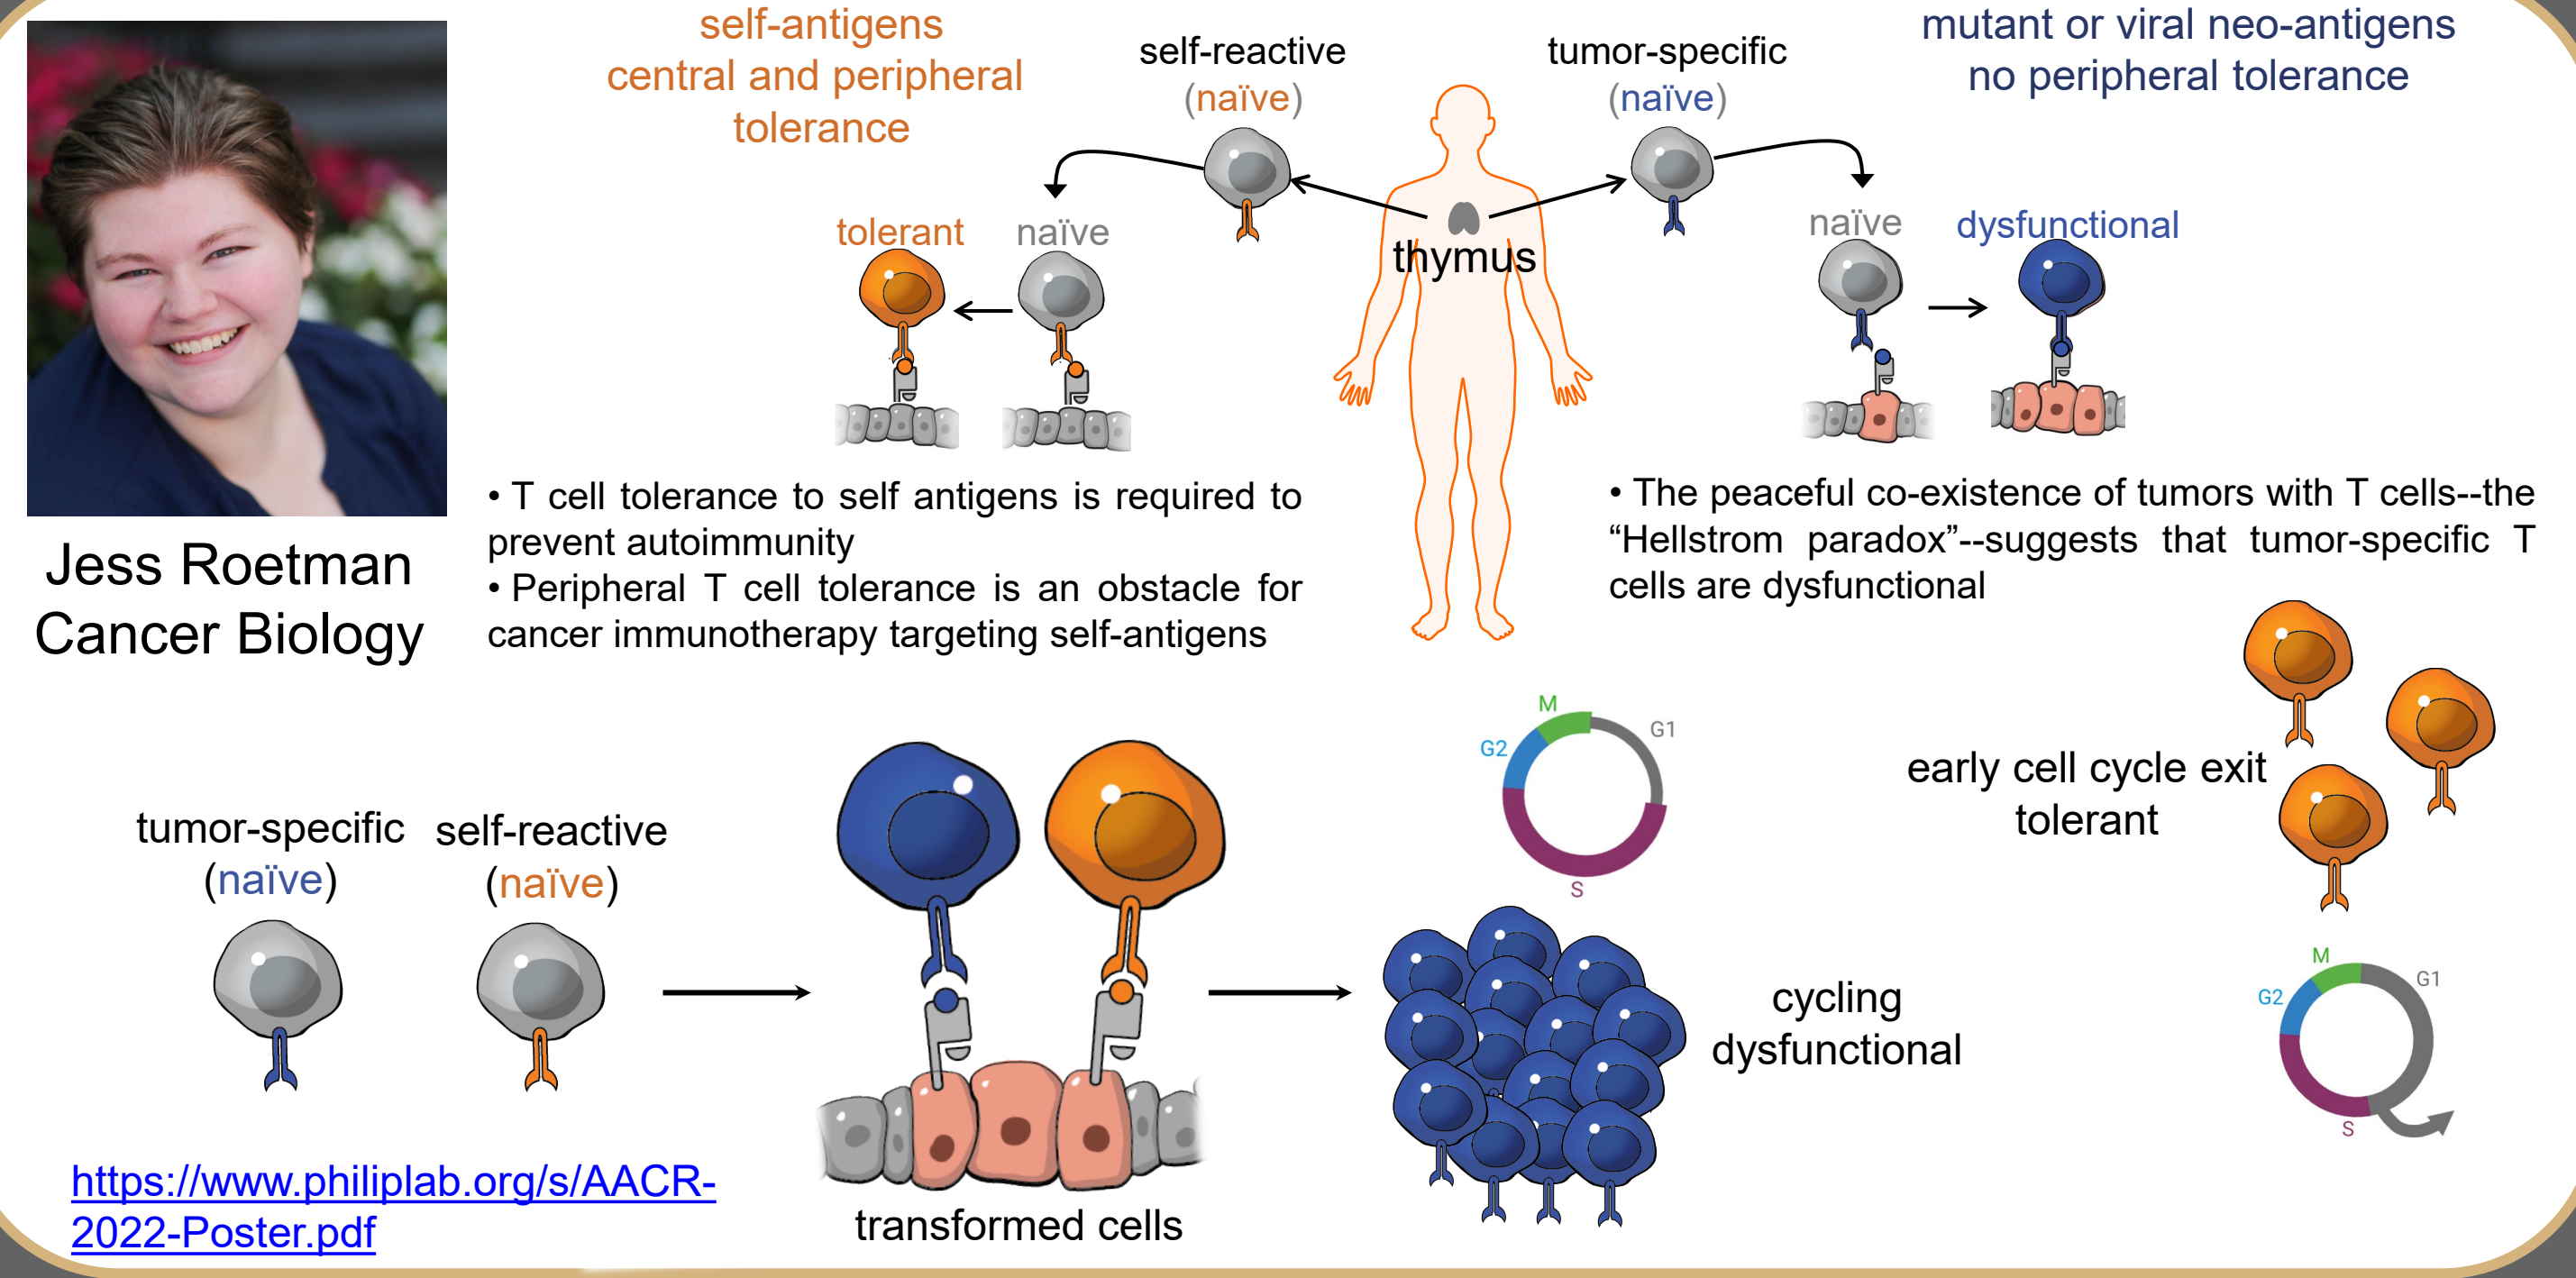 self-antigens
central and peripheral
tolerance
self-reactive
(naïve)
tumor-specific
(naïve)
mutant or viral neo-antigens
no peripheral tolerance
tolerant
naïve
thymus
naïve
dysfunctional
Jess Roetman
Cancer Biology
• T cell tolerance to self antigens is required to
prevent autoimmunity
• Peripheral T cell tolerance is an obstacle for
cancer immunotherapy targeting self-antigens
• The peaceful co-existence of tumors with T cells--the
“Hellstrom paradox”--suggests that tumor-specific T
cells are dysfunctional
tumor-specific
(naïve)
self-reactive
(naïve)
transformed cells
M
G1
G2
S
cycling
dysfunctional
early cell cycle exit
tolerant
M
G1
G2
S
https://www.philiplab.org/s/AACR-
2022-Poster.pdf